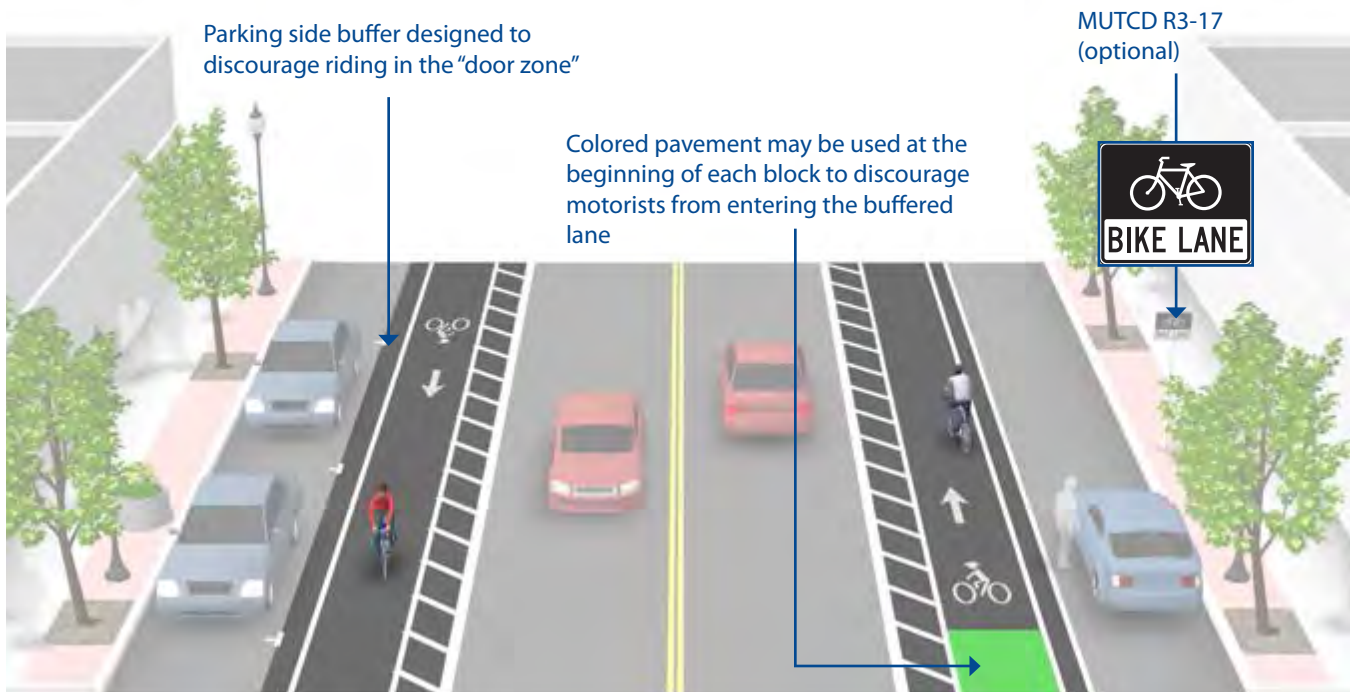 Parking side buffer designed to
discourage riding in the “door zone”
MUTCD R3-17
(optional)
Colored pavement may be used at the
beginning of each block to discourage
motorists from entering the buffered
lane
BIKE LANE